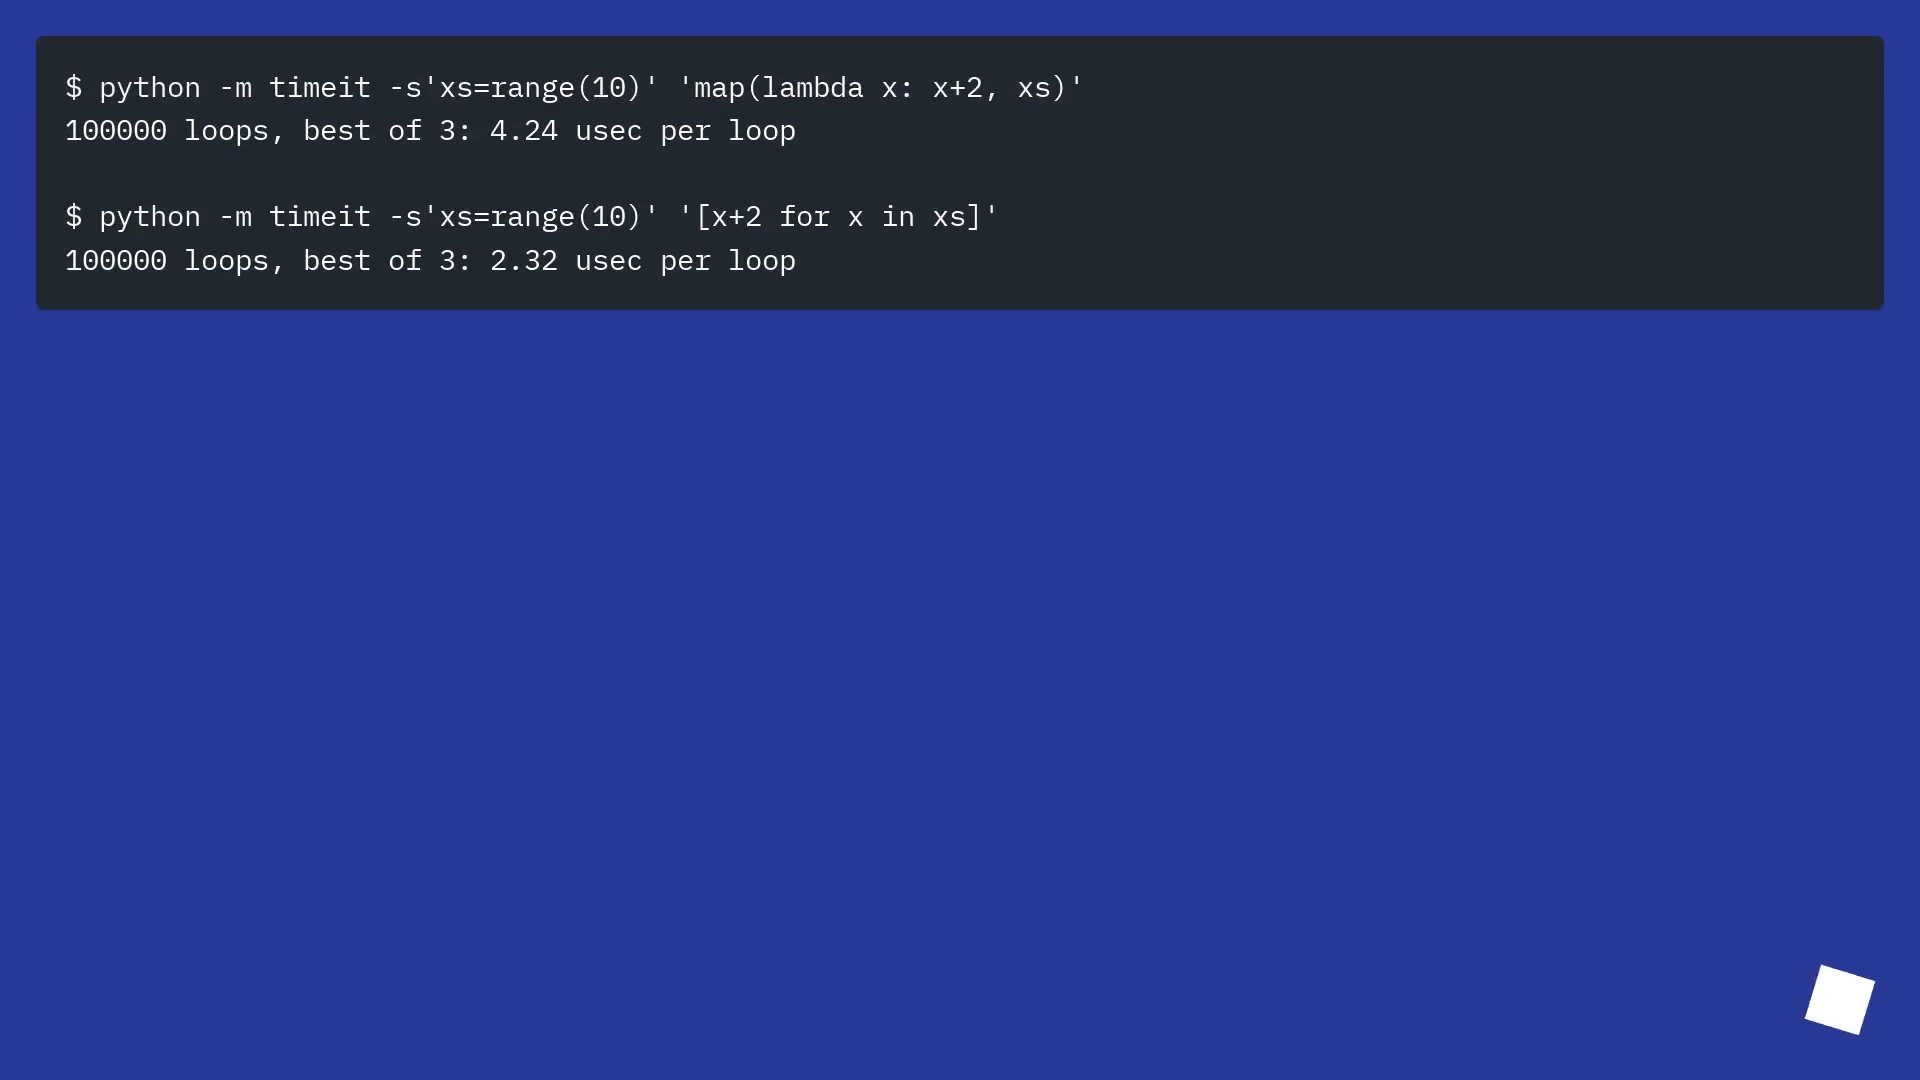 $ python -m timeit -s'xs=range(10)' 'map(lambda x: x+2, xs)'
100000 loops, best of 3: 4.24 usec per loop
$ python -m timeit -s'xs=range(10)' '[x+2 for x in xs]'
100000 loops, best of 3: 2.32 usec per loop